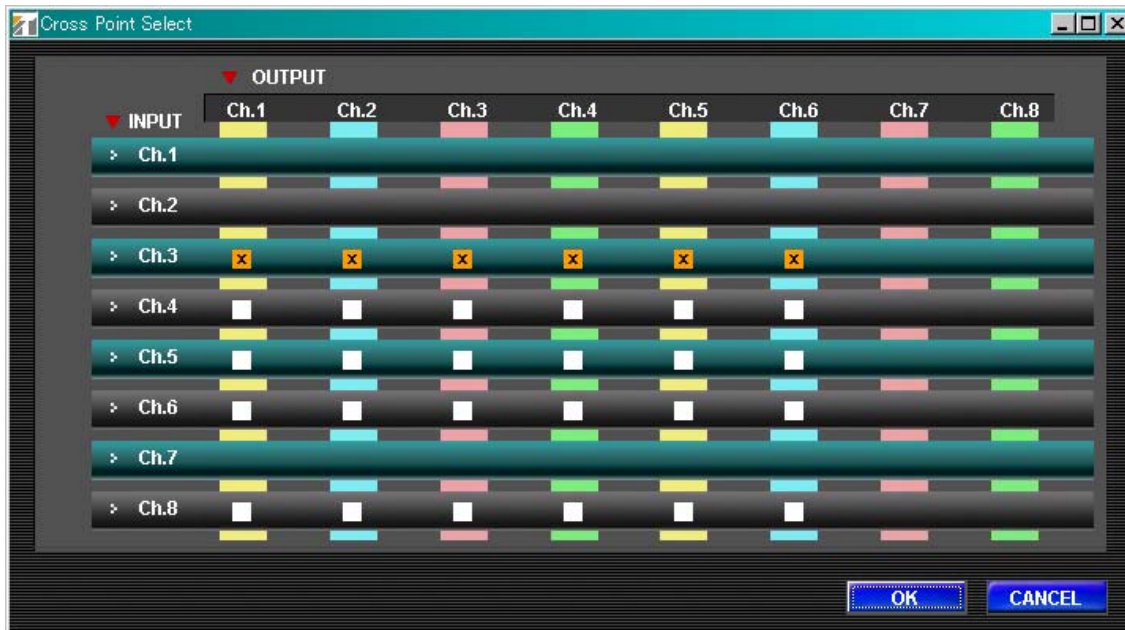 Cross Point Select
OUTPUT
INPUT Ch.1 Ch.2 Ch.3 Ch.4 Ch.5 Ch.6 Ch.7 Ch.8
Ch.1
Ch.2
Ch.3 x x x x x x
Ch.4
Ch.5
Ch.6
Ch.7
Ch.8
OK CANCEL